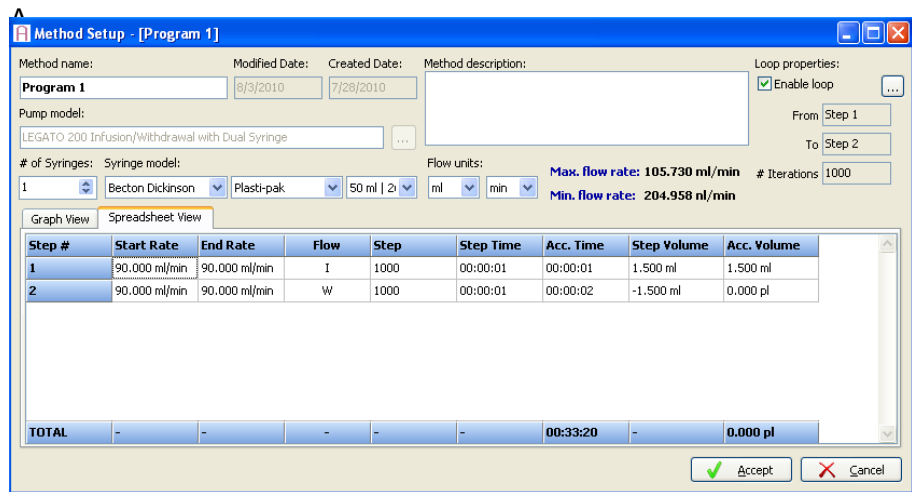 A
Method Setup - [Program 1]
Method name: Modified Date: Created Date: Method description: Loop properties:
Program 1 8/3/2010 7/28/2010 Enable loop ...
Pump model: From Step 1
LEGATO 200 Infusion/Withdrawal with Dual Syringe ... To Step 2
# of Syringes: Syringe model: Flow units: Max. flow rate: 105.730 ml/min # Iterations 1000
1 Becton Dickinson Plasti-pak 50 ml | 2 ml min Min. flow rate: 204.958 nl/min
Graph View Spreadsheet View
Step # Start Rate End Rate Flow Step Step Time Acc. Time Step Volume Acc. Volume
1 90.000 ml/min 90.000 ml/min I 1000 00:00:01 00:00:01 1.500 ml 1.500 ml
2 90.000 ml/min 90.000 ml/min W 1000 00:00:01 00:00:02 -1.500 ml 0.000 pl
TOTAL - - - - - 00:33:20 - 0.000 pl
Accept Cancel